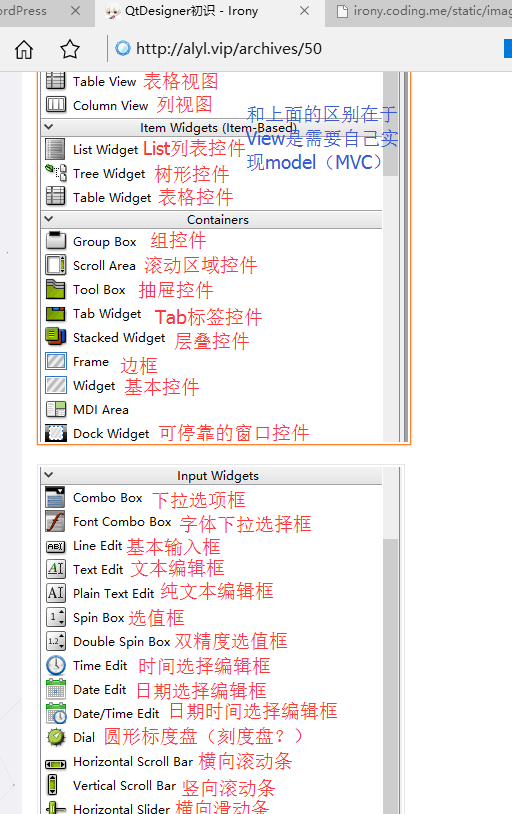 ordPress
QtDesigner初识 - Irony
irony.coding.me/static/imag
http://alyl.vip/archives/50
Table View 表格视图
Column View 列视图
和上面的区别在于
Item Widgets (Item-Based)
View是需要自己实
List Widget List列表控件
现model（MVC）
Tree Widget 树形控件
Table Widget 表格控件
Containers
Group Box 组控件
Scroll Area 滚动区域控件
Tool Box 抽屉控件
Tab Widget Tab标签控件
Stacked Widget 层叠控件
Frame 边框
Widget 基本控件
MDI Area
Dock Widget 可停靠的窗口控件
Input Widgets
Combo Box 下拉选项框
Font Combo Box 字体下拉选择框
Line Edit 基本输入框
Text Edit 文本编辑框
Plain Text Edit 纯文本编辑框
Spin Box 选值框
Double Spin Box 双精度选值框
Time Edit 时间选择编辑框
Date Edit 日期选择编辑框
Date/Time Edit 日期时间选择编辑框
Dial 圆形标度盘（刻度盘？）
Horizontal Scroll Bar 横向滚动条
Vertical Scroll Bar 竖向滚动条
Horizontal Slider 横向滑动条